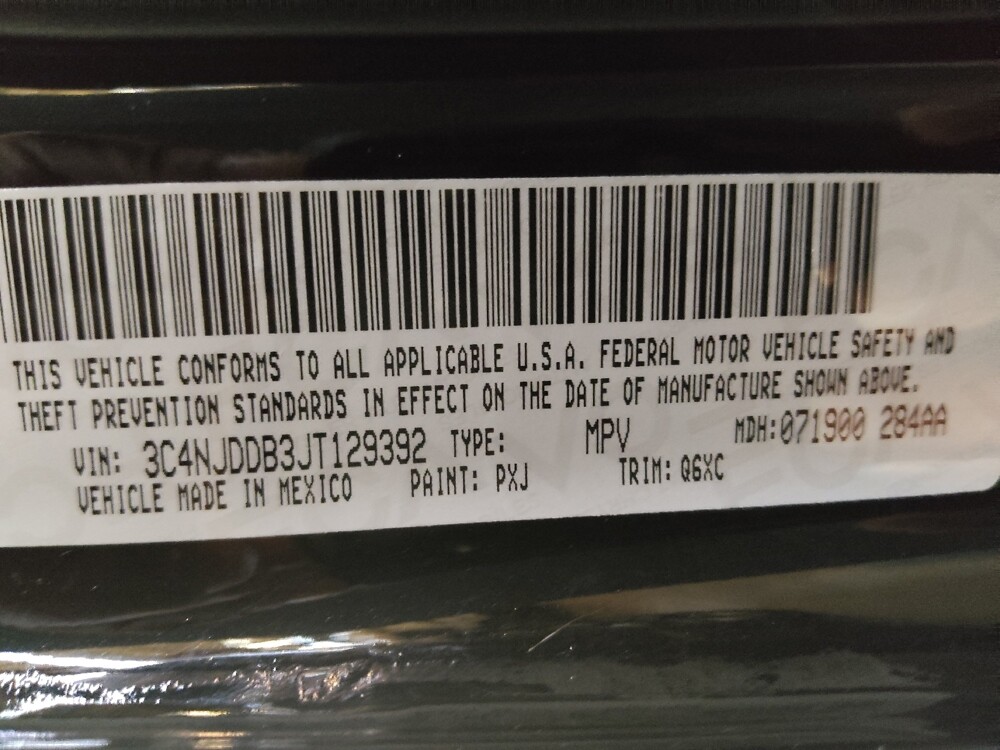 THIS VEHICLE CONFORMS TO ALL APPLICABLE U.S.A. FEDERAL MOTOR VEHICLE SAFETY AND
THEFT PREVENTION STANDARDS IN EFFECT ON THE DATE OF MANUFACTURE SHOWN ABOVE.
VIN: 3C4NJDDB3JT129392 TYPE: MPV MDH:071900 284AA
VEHICLE MADE IN MEXICO PAINT: PXJ TRIM: Q6XC